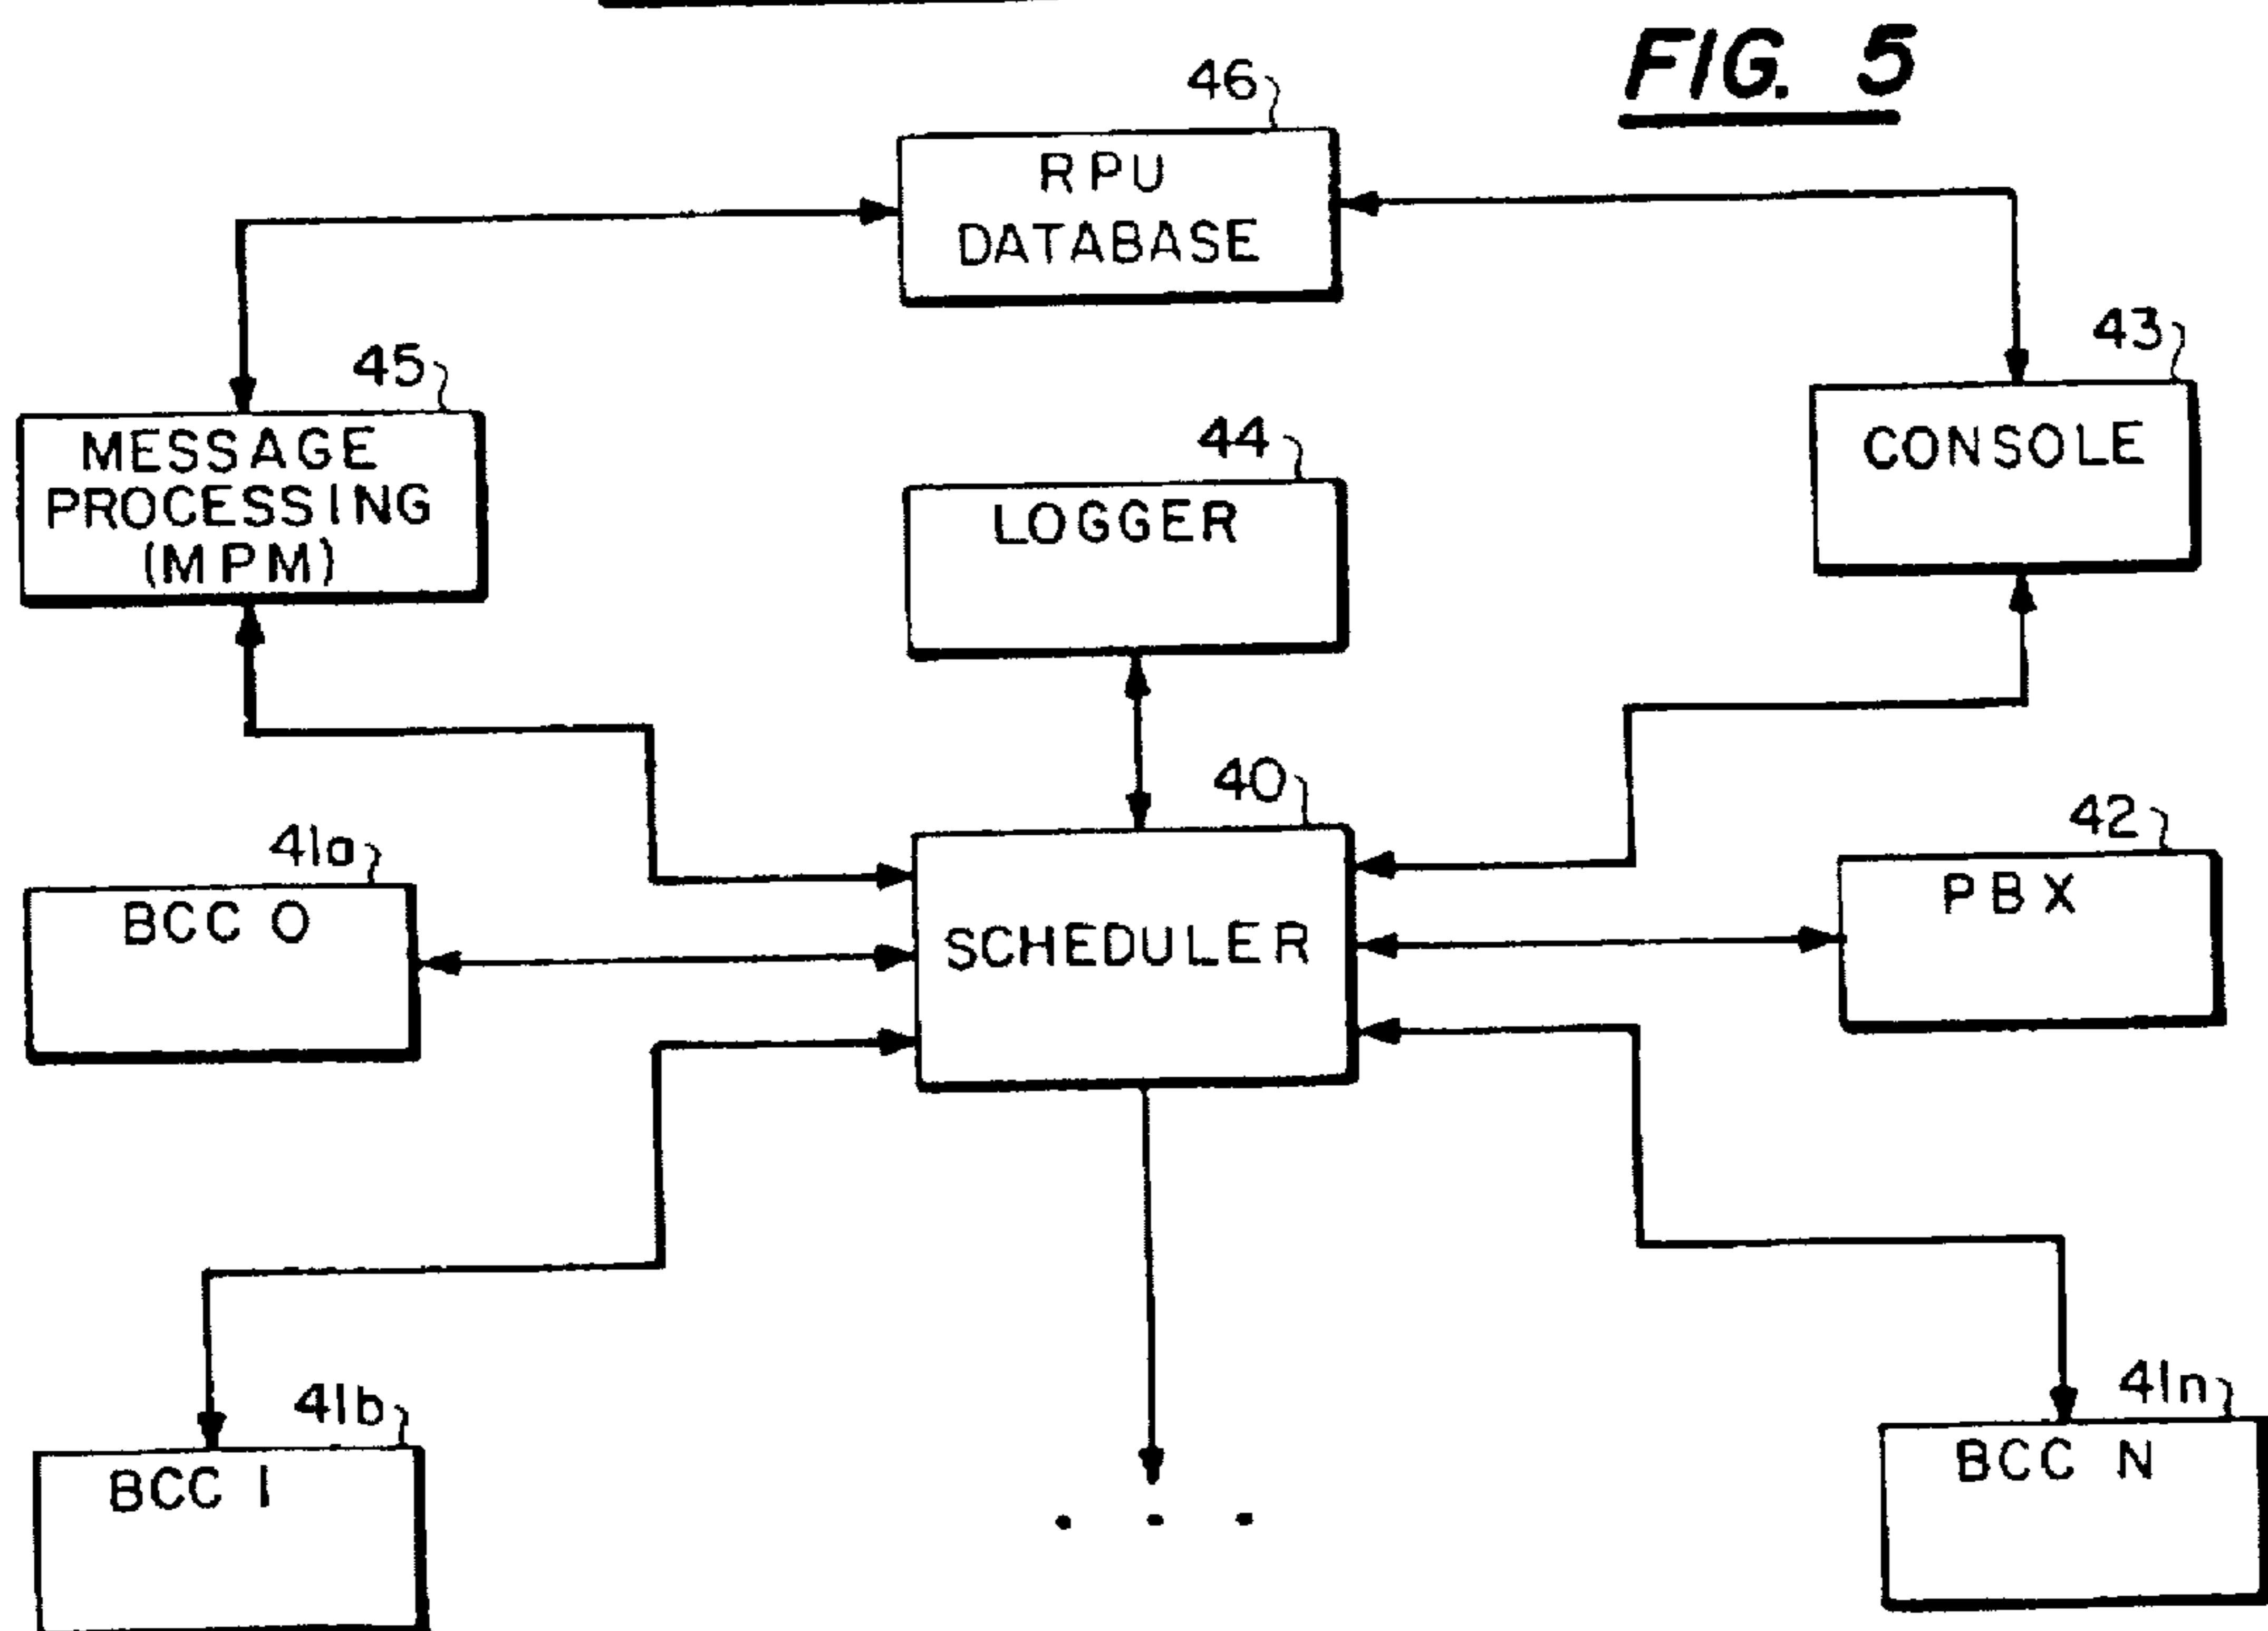 FIG. 5
46
RPU
DATABASE
45
MESSAGE
PROCESSING
(MPM)
44
LOGGER
43
CONSOLE
40
SCHEDULER
41a
BCC 0
42
PBX
41b
BCC 1
. . .
41n
BCC N